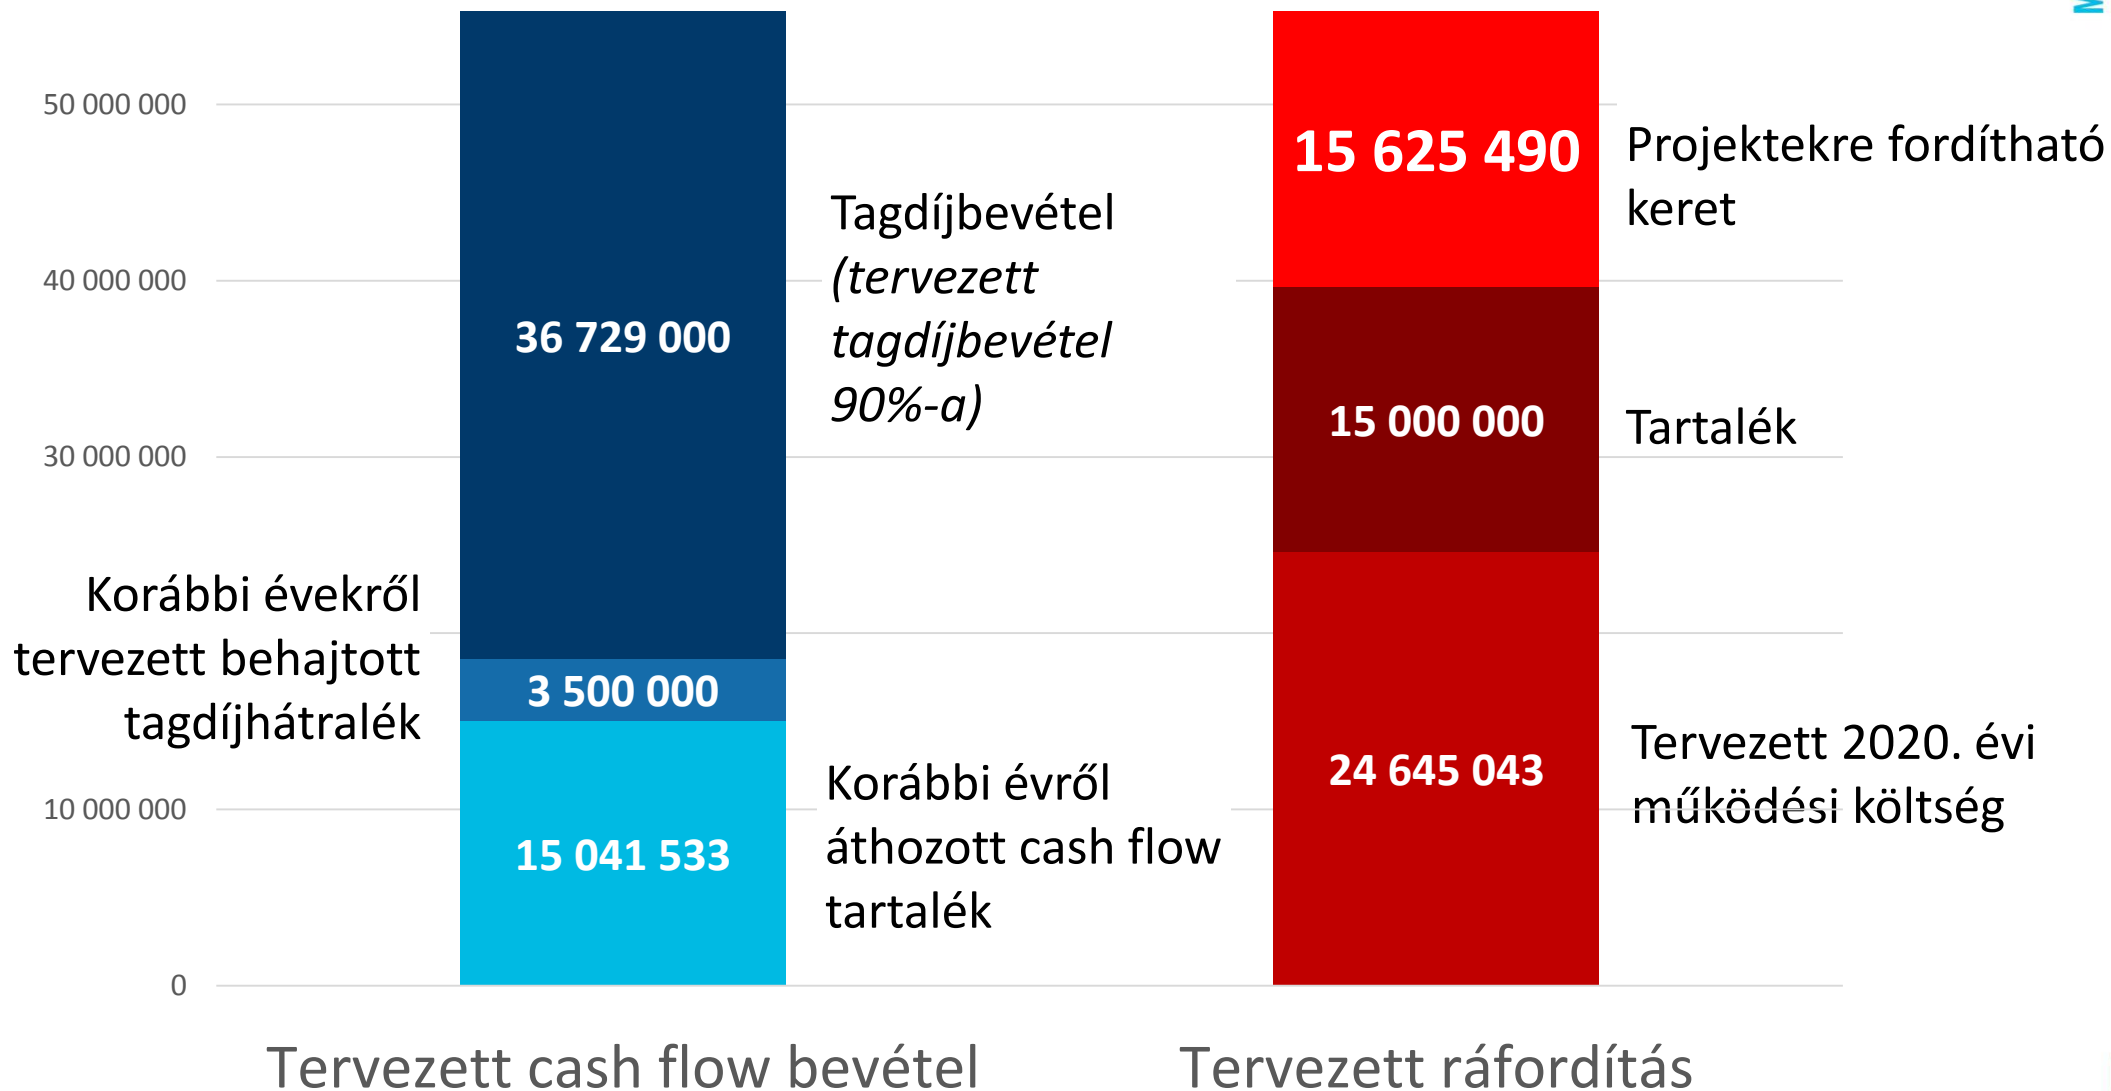 50 000 000
40 000 000
30 000 000
10 000 000
0
36 729 000
3 500 000
15 041 533
Tagdíjbevétel
(tervezett
tagdíjbevétel
90%-a)
Korábbi évekről
tervezett behajtott
tagdíjhátralék
Korábbi évről
áthozott cash flow
tartalék
15 625 490
15 000 000
24 645 043
Projektekre fordítható
keret
Tartalék
Tervezett 2020. évi
működési költség
Tervezett cash flow bevétel
Tervezett ráfordítás
M